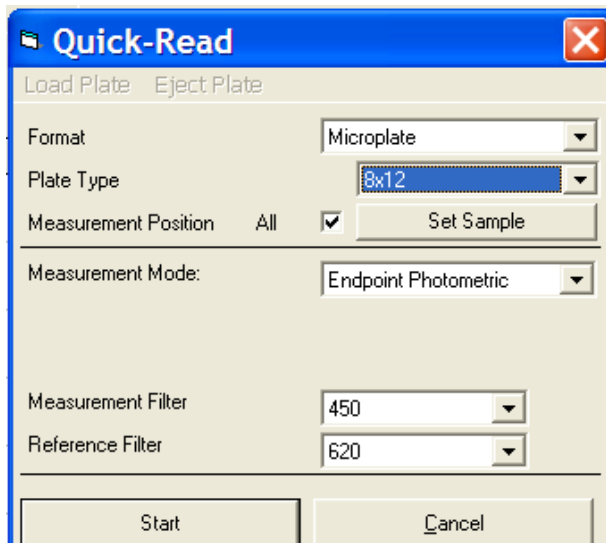 Quick-Read
Load Plate Eject Plate
Format Microplate
Plate Type 8x12
Measurement Position All Set Sample
Measurement Mode: Endpoint Photometric
Measurement Filter 450
Reference Filter 620
Start Cancel